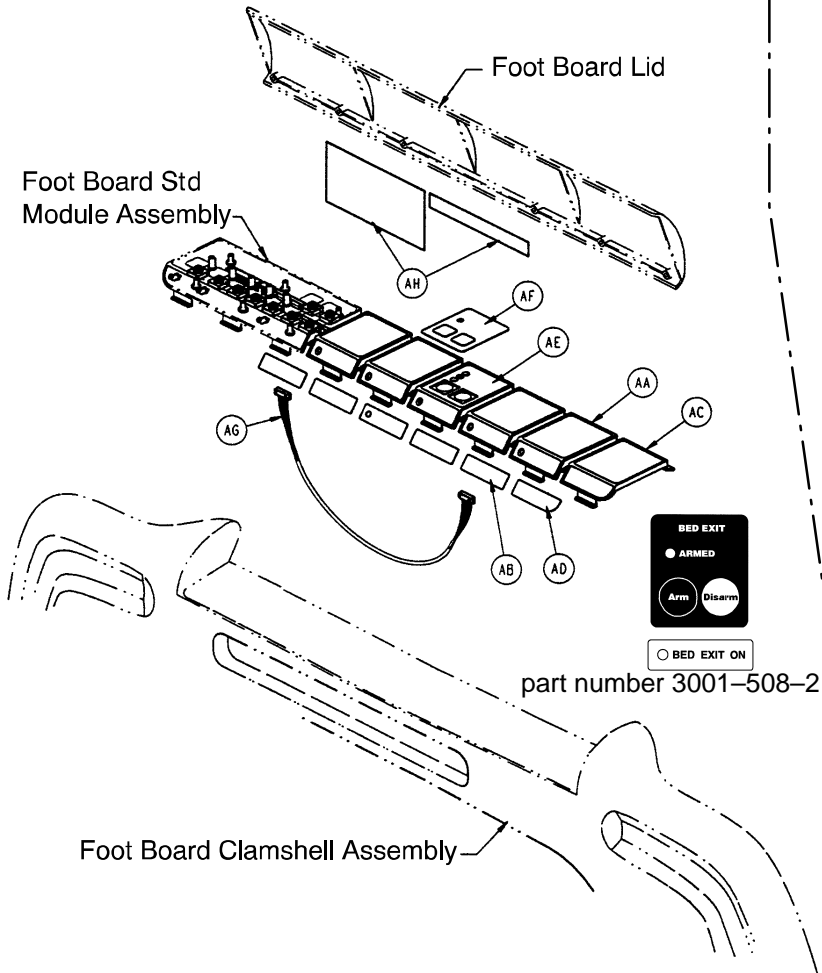 Foot Board Lid
Foot Board Std
Module Assembly
AH
AF
AE
AA
AC
AG
AB
AD
BED EXIT
ARMED
Arm
Disarm
BED EXIT ON
part number 3001–508–2
Foot Board Clamshell Assembly